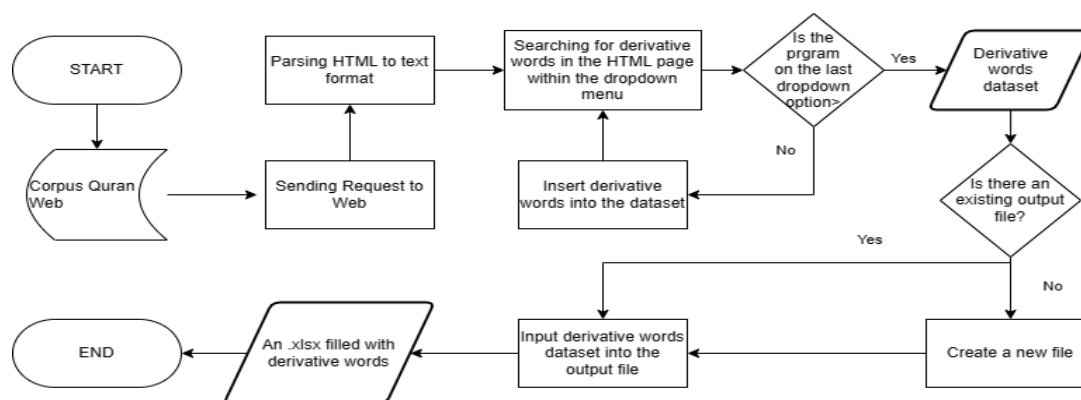 START
Corpus Quran
Web
Sending Request to
Web
Parsing HTML to text
format
Searching for derivative
words in the HTML page
within the dropdown
menu
Is the
prgram
on the last
dropdown
option>
Yes
No
Insert derivative
words into the dataset
Derivative
words
dataset
Is there an
existing output
file?
Yes
No
Create a new file
Input derivative words
dataset into the
output file
An .xlsx filled with
derivative words
END